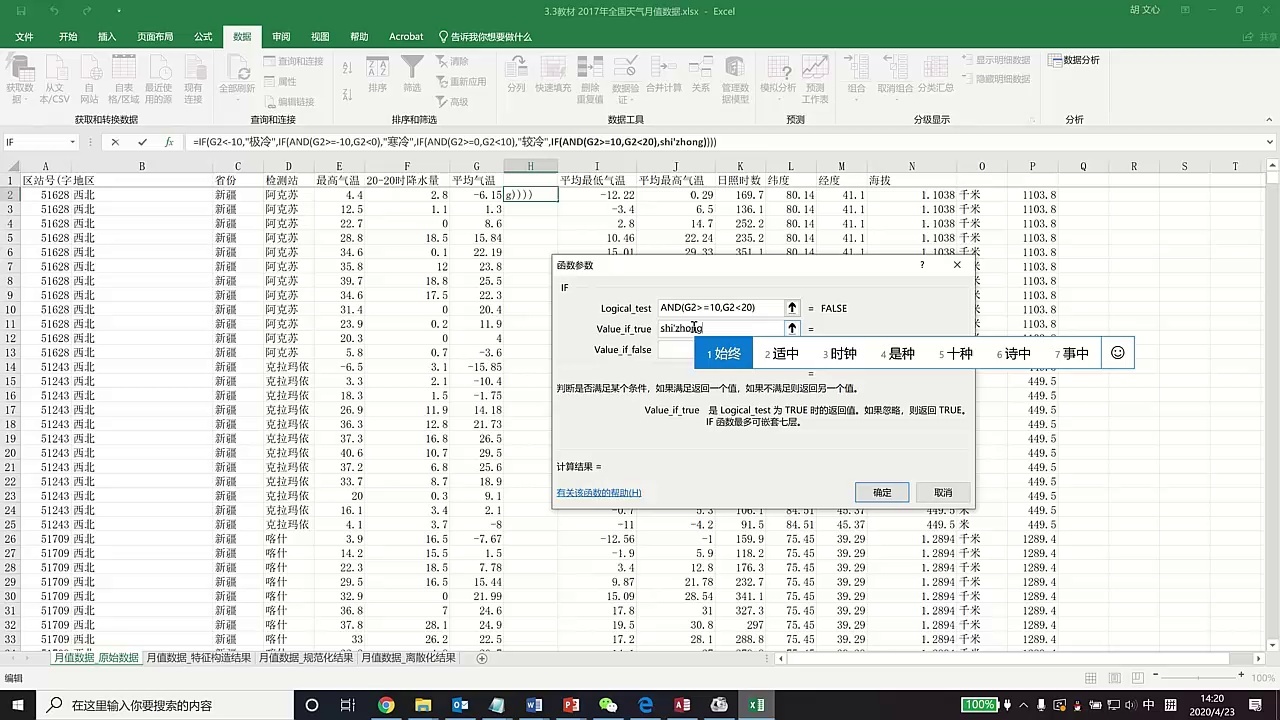 3.3教材 2017年全国天气月值数据.xlsx - Excel
胡 文心
文件 开始 插入 页面布局 公式 数据 审阅 视图 帮助 Acrobat 告诉我你想要做什么 共享
获取数据 从文本/CSV 自网站 自表格/区域 最近使用的源 现有连接 全部刷新 查询和连接 属性 编辑链接 排序 筛选 清除 重新应用 高级 分列 快速填充 删除重复值 数据验证 合并计算 关系 管理数据模型 模拟分析 预测工作表 组合 取消组合 分类汇总 显示明细数据 隐藏明细数据 数据分析
获取和转换数据 查询和连接 排序和筛选 数据工具 预测 分级显示 分析
IF =IF(G2<-10,"极冷",IF(AND(G2>=-10,G2<0),"寒冷",IF(AND(G2>=0,G2<10),"较冷",IF(AND(G2>=10,G2<20),shi'zhong))))
A B C D E F G H I J K L M N O P Q R S T
1 区站号(字 地区 省份 检测站 最高气温 20-20时降水量 平均气温 平均最低气温 平均最高气温 日照时数 纬度 经度 海拔
2 51628 西北 新疆 阿克苏 4.4 2.8 -6.15 g)))) -12.22 0.29 169.7 80.14 41.1 1.1038 千米 1103.8
3 51628 西北 新疆 阿克苏 12.5 1.1 1.3 -3.4 6.5 136.1 80.14 41.1 1.1038 千米 1103.8
4 51628 西北 新疆 阿克苏 22.7 0 8.6 2.8 14.7 252.2 80.14 41.1 1.1038 千米 1103.8
5 51628 西北 新疆 阿克苏 28.8 18.5 15.84 10.46 22.24 235.2 80.14 41.1 1.1038 千米 1103.8
6 51628 西北 新疆 阿克苏 34.6 0.1 22.19 15.01 29.33 351.1 80.14 41.1 1.1038 千米 1103.8
7 51628 西北 新疆 阿克苏 35.8 12 23.8 1103.8
8 51628 西北 新疆 阿克苏 39.7 18.8 25.5 1103.8
9 51628 西北 新疆 阿克苏 34.6 17.5 22.3 1103.8
10 51628 西北 新疆 阿克苏 31.4 0 20.4 1103.8
11 51628 西北 新疆 阿克苏 23.9 0.2 11.9 1103.8
12 51628 西北 新疆 阿克苏 20.3 0 4
13 51628 西北 新疆 阿克苏 5.8 0.7 -3.6
14 51243 西北 新疆 克拉玛依 -6.5 3.1 -15.85
15 51243 西北 新疆 克拉玛依 3.3 2.1 -10.4 449.5
16 51243 西北 新疆 克拉玛依 18.3 1.5 -1.75 449.5
17 51243 西北 新疆 克拉玛依 26.9 11.9 14.18 449.5
18 51243 西北 新疆 克拉玛依 36.3 12.8 21.73 449.5
19 51243 西北 新疆 克拉玛依 37.3 16.8 26.5 449.5
20 51243 西北 新疆 克拉玛依 40.6 10.7 29.5 449.5
21 51243 西北 新疆 克拉玛依 37.2 6.8 25.6 449.5
22 51243 西北 新疆 克拉玛依 33.7 8.7 18.9 449.5
23 51243 西北 新疆 克拉玛依 20 0.3 9.1 449.5
24 51243 西北 新疆 克拉玛依 16.1 3.4 2.1 -0.7 5.3 106.1 84.51 45.37 449.5 米 449.5
25 51243 西北 新疆 克拉玛依 4.1 3.7 -8 -11 -4.2 91.5 84.51 45.37 449.5 米 449.5
26 51709 西北 新疆 喀什 3.9 16.5 -7.67 -12.56 -1 159.9 75.45 39.29 1.2894 千米 1289.4
27 51709 西北 新疆 喀什 14.2 15.5 1.5 -1.9 5.9 118.2 75.45 39.29 1.2894 千米 1289.4
28 51709 西北 新疆 喀什 22.3 18.5 7.78 3.4 12.8 176.3 75.45 39.29 1.2894 千米 1289.4
29 51709 西北 新疆 喀什 29.5 16.5 15.44 9.87 21.78 232.7 75.45 39.29 1.2894 千米 1289.4
30 51709 西北 新疆 喀什 32.9 0 21.99 15.09 28.54 341.1 75.45 39.29 1.2894 千米 1289.4
31 51709 西北 新疆 喀什 36.8 7 24.6 17.8 31 327.3 75.45 39.29 1.2894 千米 1289.4
32 51709 西北 新疆 喀什 37.8 28.1 24.9 19.5 30.8 297 75.45 39.29 1.2894 千米 1289.4
33 51709 西北 新疆 喀什 33 26.2 22.5 17.2 28.1 288.8 75.45 39.29 1.2894 千米 1289.4
函数参数 ?
IF
Logical_test AND(G2>=10,G2<20) = FALSE
Value_if_true shi'zhong =
Value_if_false
1 始终 2 适中 3 时钟 4 是种 5 十种 6 诗中 7 事中
=
判断是否满足某个条件，如果满足返回一个值，如果不满足则返回另一个值。
Value_if_true 是 Logical_test 为 TRUE 时的返回值。如果忽略，则返回 TRUE。
IF 函数最多可嵌套七层。
计算结果 =
有关该函数的帮助(H) 确定 取消
月值数据_原始数据 月值数据_特征构造结果 月值数据_规范化结果 月值数据_离散化结果
编辑 100%
在这里输入你要搜索的内容 100% 中 14:20
2020/4/23